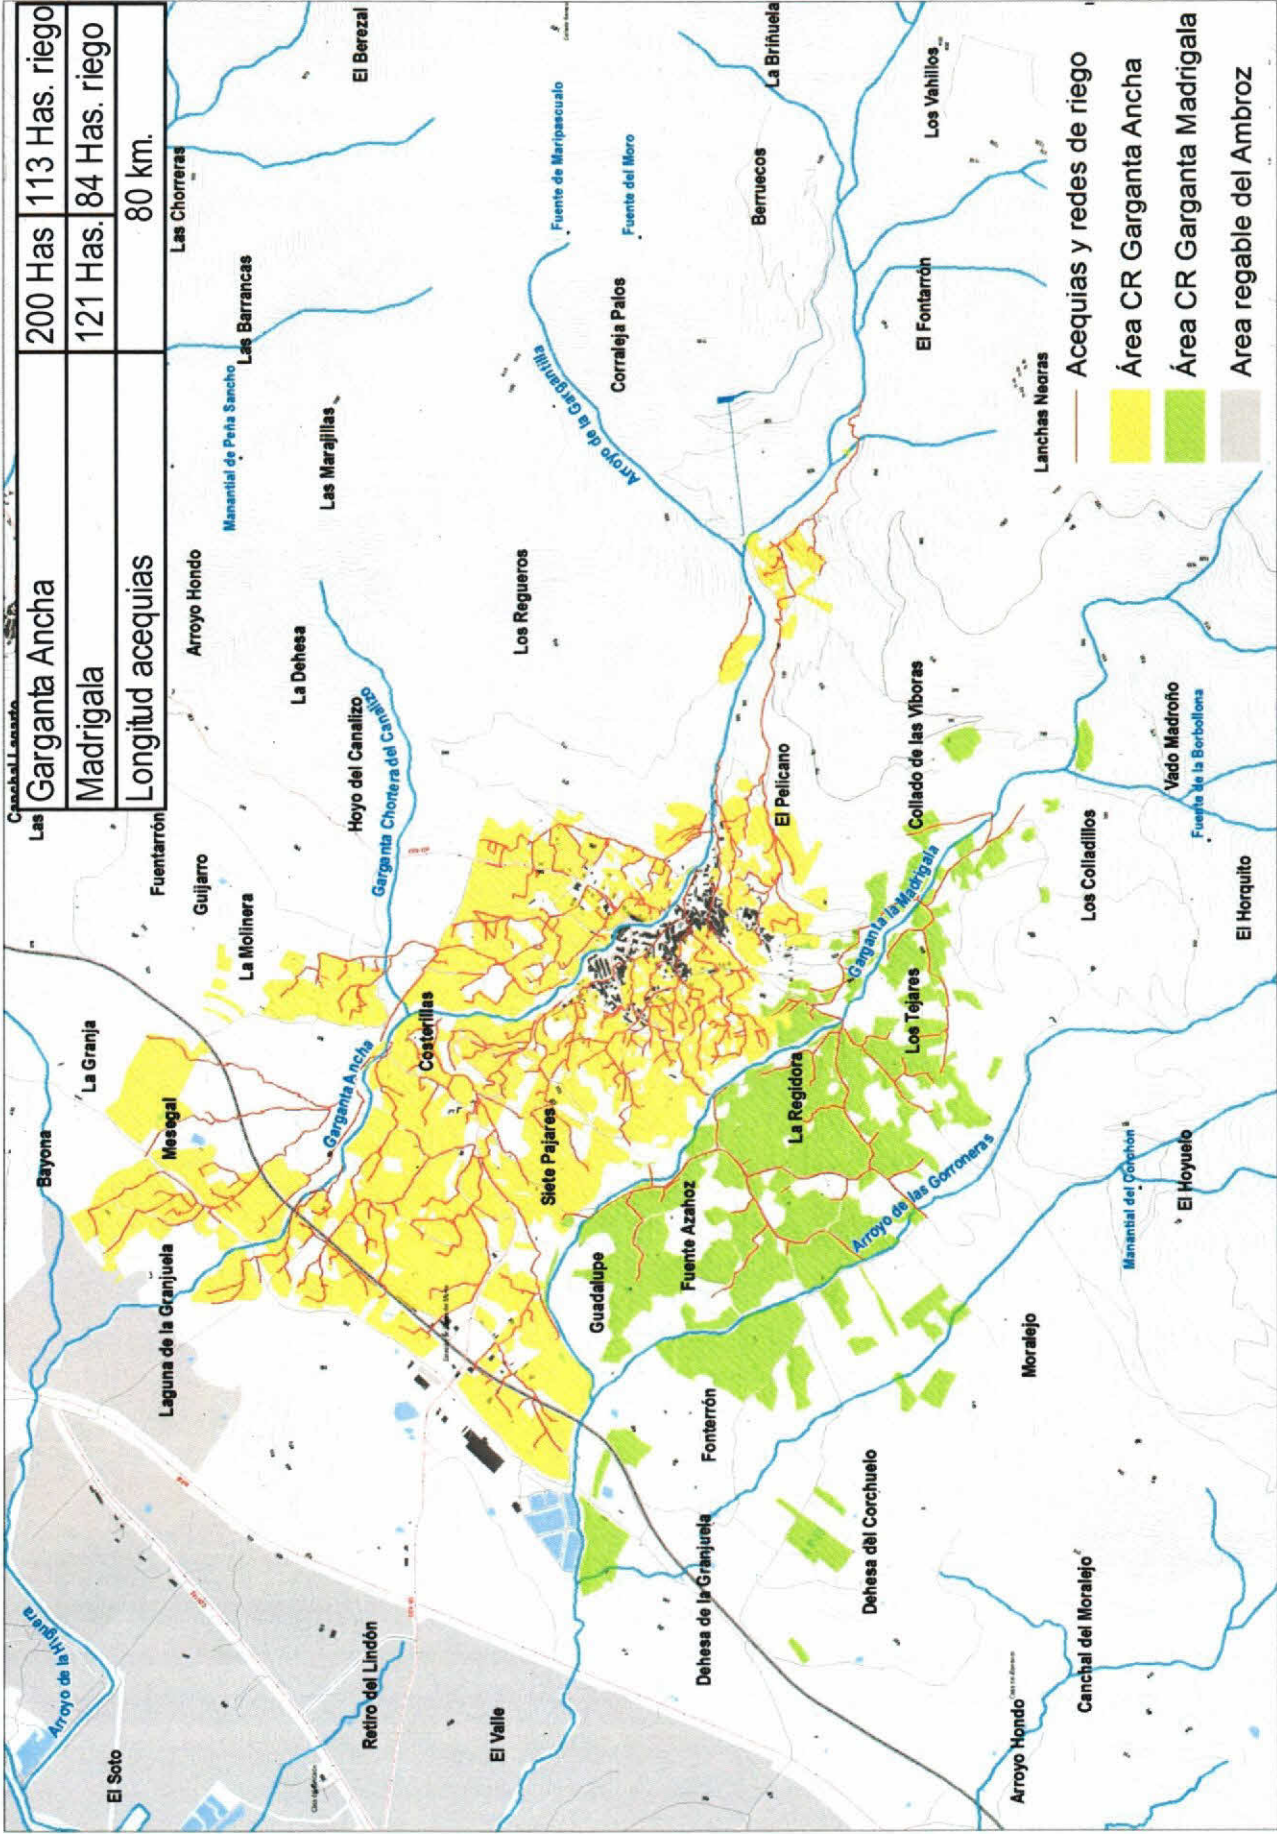 Garganta Ancha 200 Has 113 Has. riego
Madrigala 121 Has. 84 Has. riego
Longitud acequias 80 km.
Las
Fuentarrón
Guijarro
La Molinera
La Granja
Bayona
Mesegal
Laguna de la Granjuela
Arroyo de la Higuera
El Soto
Las Chorreras
El Berezal
Las Barrancas
Manantial de Peña Sancho
Las Marajillas
Arroyo Hondo
La Dehesa
Hoyo del Canalizo
Garganta Chorrera del Canalizo
Costerillas
Garganta Ancha
Siete Pajares
Retiro del Lindón
El Valle
Fuente de Maripascualo
Fuente del Moro
Corraleja Palos
Arroyo de la Gargantilla
Los Regueros
La Briñuela
Berruecos
El Pelicano
Guadalupe
Fuente Azahoz
La Regidora
Fonterrón
Dehesa de la Granjuela
Los Vahillos
El Fontarrón
Collado de las Viboras
Garganta la Madrigala
Los Tejares
Arroyo de las Gorroneras
Dehesa del Corchuelo
Lanchas Negras
Los Colladillos
Moralejo
Canchal del Moralejo
Arroyo Hondo
Vado Madroño
Fuente de la Borbollona
El Horquito
Manantial del Corchón
El Hoyuelo
Acequias y redes de riego
Área CR Garganta Ancha
Área CR Garganta Madrigala
Area regable del Ambroz